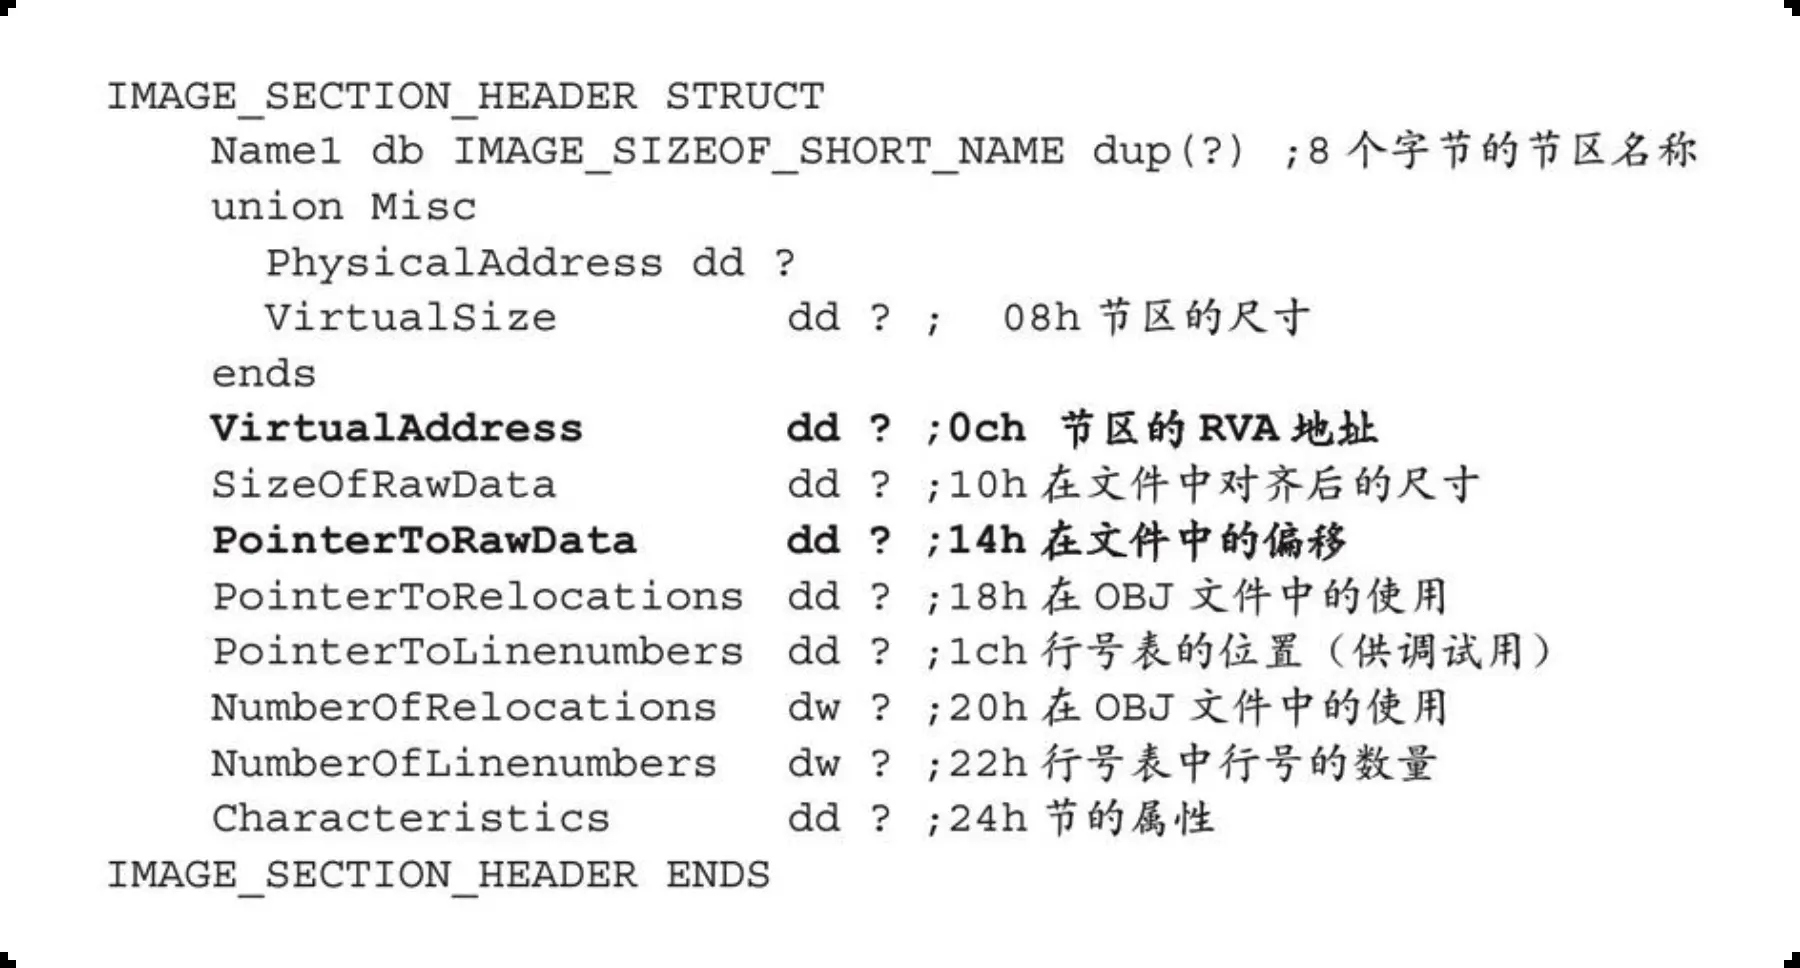 IMAGE_SECTION_HEADER STRUCT
Name1 db IMAGE_SIZEOF_SHORT_NAME dup(?) ;8 个字节的节区名称
union Misc
PhysicalAddress dd ?
VirtualSize dd ? ; 08h 节区的尺寸
ends
VirtualAddress dd ? ;0ch 节区的 RVA 地址
SizeOfRawData dd ? ;10h 在文件中对齐后的尺寸
PointerToRawData dd ? ;14h 在文件中的偏移
PointerToRelocations dd ? ;18h 在 OBJ 文件中的使用
PointerToLinenumbers dd ? ;1ch 行号表的位置（供调试用）
NumberOfRelocations dw ? ;20h 在 OBJ 文件中的使用
NumberOfLinenumbers dw ? ;22h 行号表中行号的数量
Characteristics dd ? ;24h 节的属性
IMAGE_SECTION_HEADER ENDS